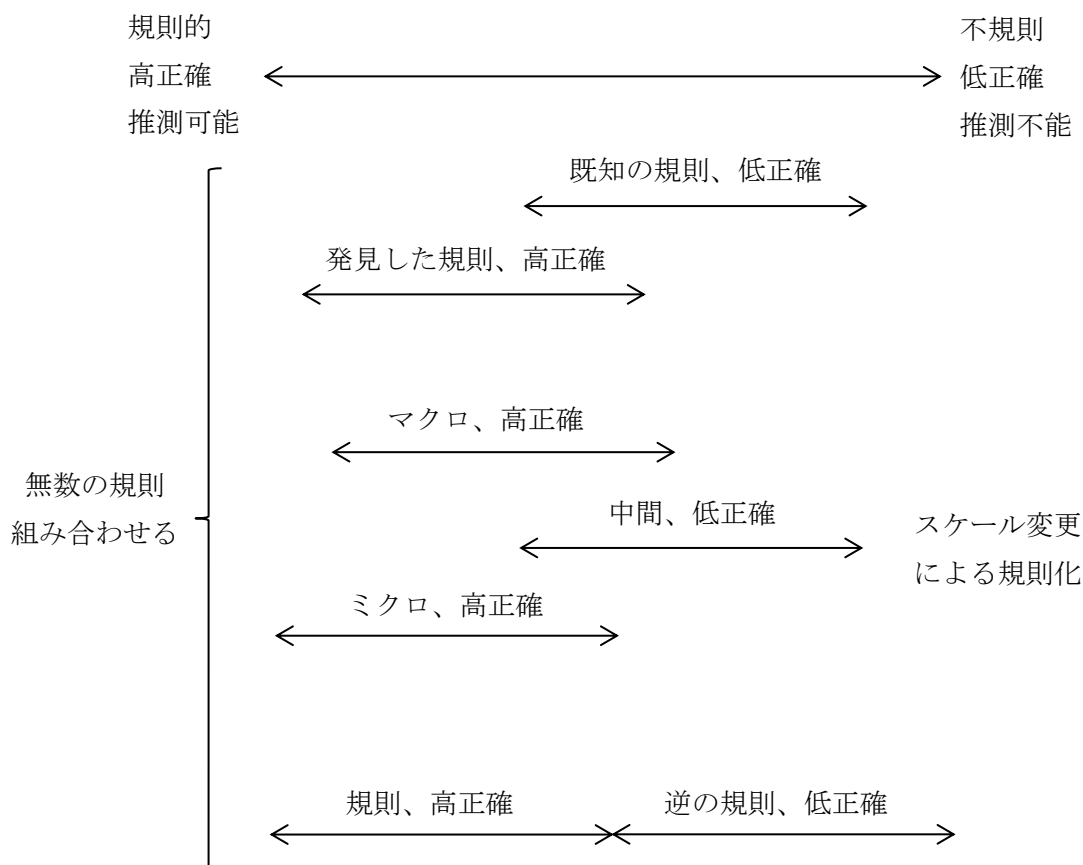 規則的
高正確
推測可能
不規則
低正確
推測不能
既知の規則、低正確
発見した規則、高正確
マクロ、高正確
無数の規則
組み合わせる
中間、低正確
スケール変更
による規則化
ミクロ、高正確
規則、高正確
逆の規則、低正確